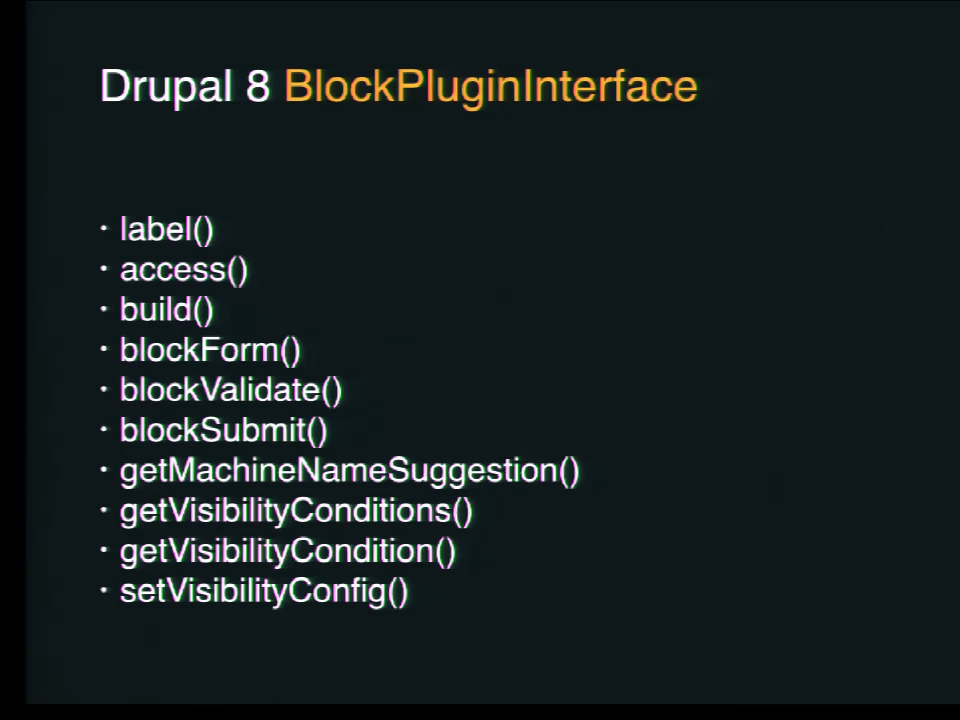 Drupal 8 BlockPluginInterface
· label()
· access()
· build()
· blockForm()
· blockValidate()
· blockSubmit()
· getMachineNameSuggestion()
· getVisibilityConditions()
· getVisibilityCondition()
· setVisibilityConfig()